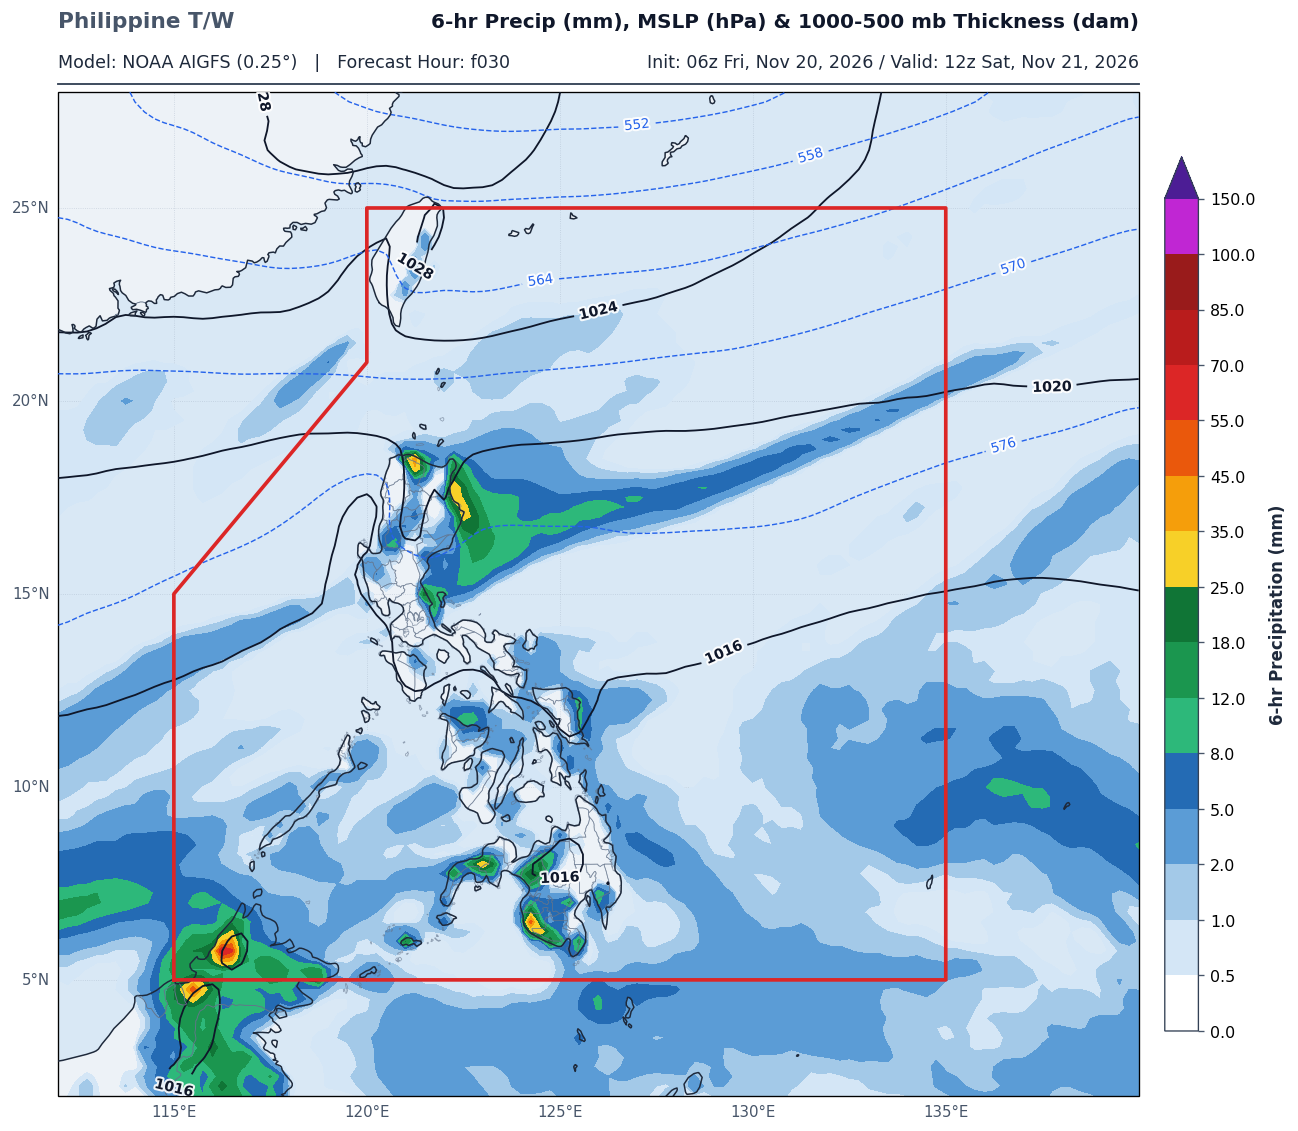 Philippine T/W
6-hr Precip (mm), MSLP (hPa) & 1000-500 mb Thickness (dam)
Model: NOAA AIGFS (0.25°) | Forecast Hour: f030
Init: 06z Fri, Nov 20, 2026 / Valid: 12z Sat, Nov 21, 2026
28
552
558
25°N
1028
564
570
1024
20°N
1020
576
15°N
1016
10°N
1016
5°N
1016
115°E
120°E
125°E
130°E
135°E
150.0
100.0
85.0
70.0
55.0
45.0
35.0
25.0
18.0
12.0
8.0
5.0
2.0
1.0
0.5
0.0
6-hr Precipitation (mm)